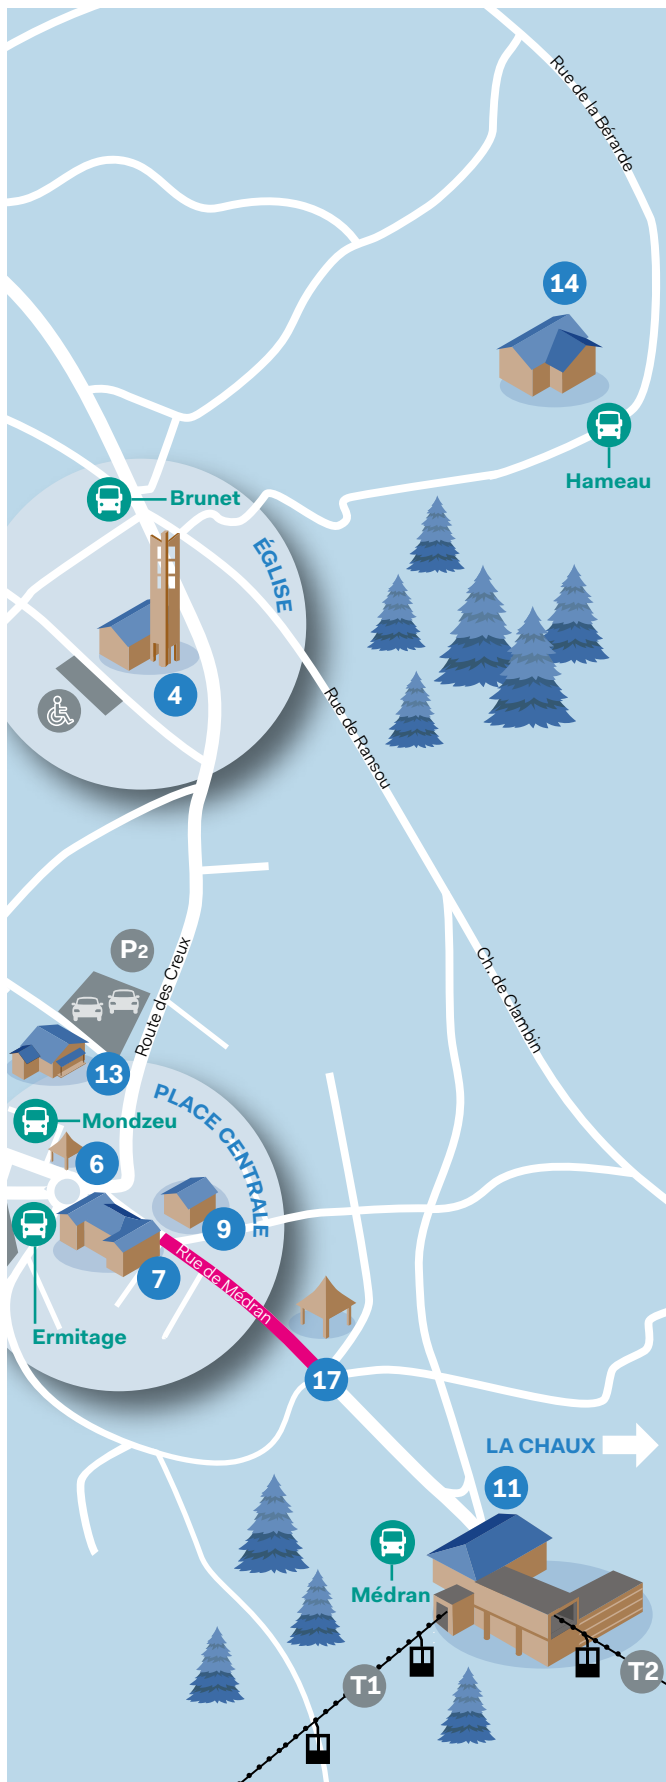 Rue de la Bérarde
14
Hameau
Brunet
ÉGLISE
4
Rue de Ransou
P2
Route des Creux
Ch. de Clambin
13
PLACE CENTRALE
Mondzeu
6
9
7
Rue de Médran
Ermitage
17
LA CHAUX
11
Médran
T1
T2